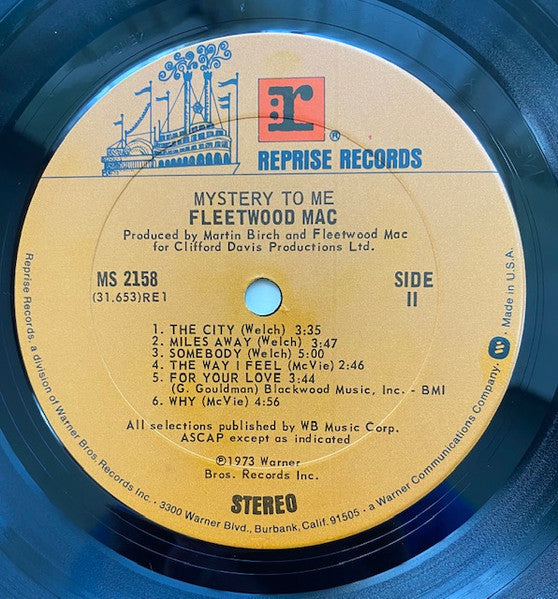 r®
REPRISE RECORDS
MYSTERY TO ME
FLEETWOOD MAC
Produced by Martin Birch and Fleetwood Mac
for Clifford Davis Productions Ltd.
MS 2158
(31.653)RE1
SIDE
II
1. THE CITY (Welch) 3:35
2. MILES AWAY (Welch) 3:47
3. SOMEBODY (Welch) 5:00
4. THE WAY I FEEL (McVie) 2:46
5. FOR YOUR LOVE 3:44
(G. Gouldman) Blackwood Music, Inc. - BMI
6. WHY (McVie) 4:56
All selections published by WB Music Corp.
ASCAP except as indicated
℗1973 Warner
Bros. Records Inc.
STEREO
Reprise Records, a division of Warner Bros. Records Inc. • 3300 Warner Blvd., Burbank, Calif. 91505 • a Warner Communications Company. W • Made in U.S.A.